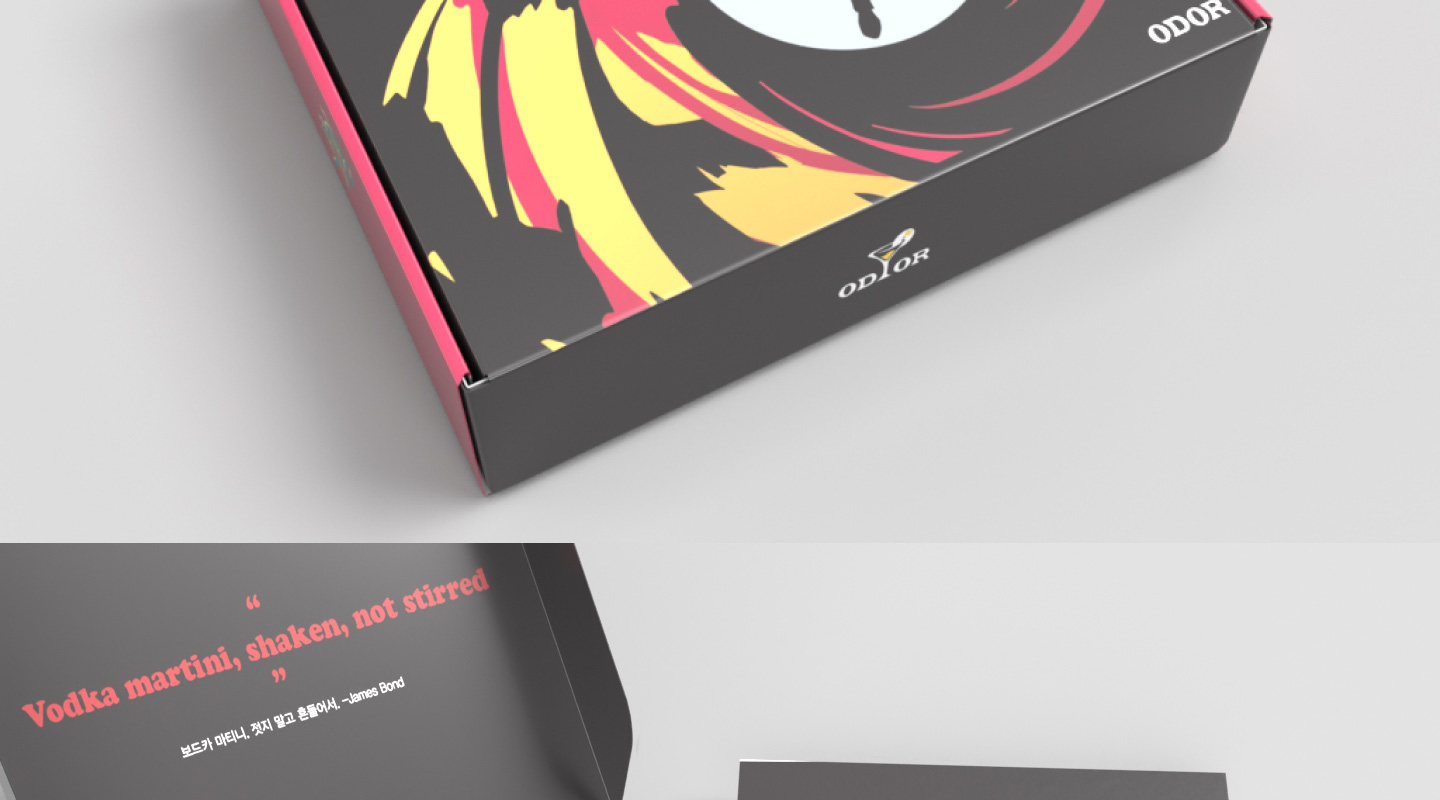 ODOR
ODYOR
“
Vodka martini, shaken, not stirred
”
보드카 마티니, 젓지 말고 흔들어서. -James Bond